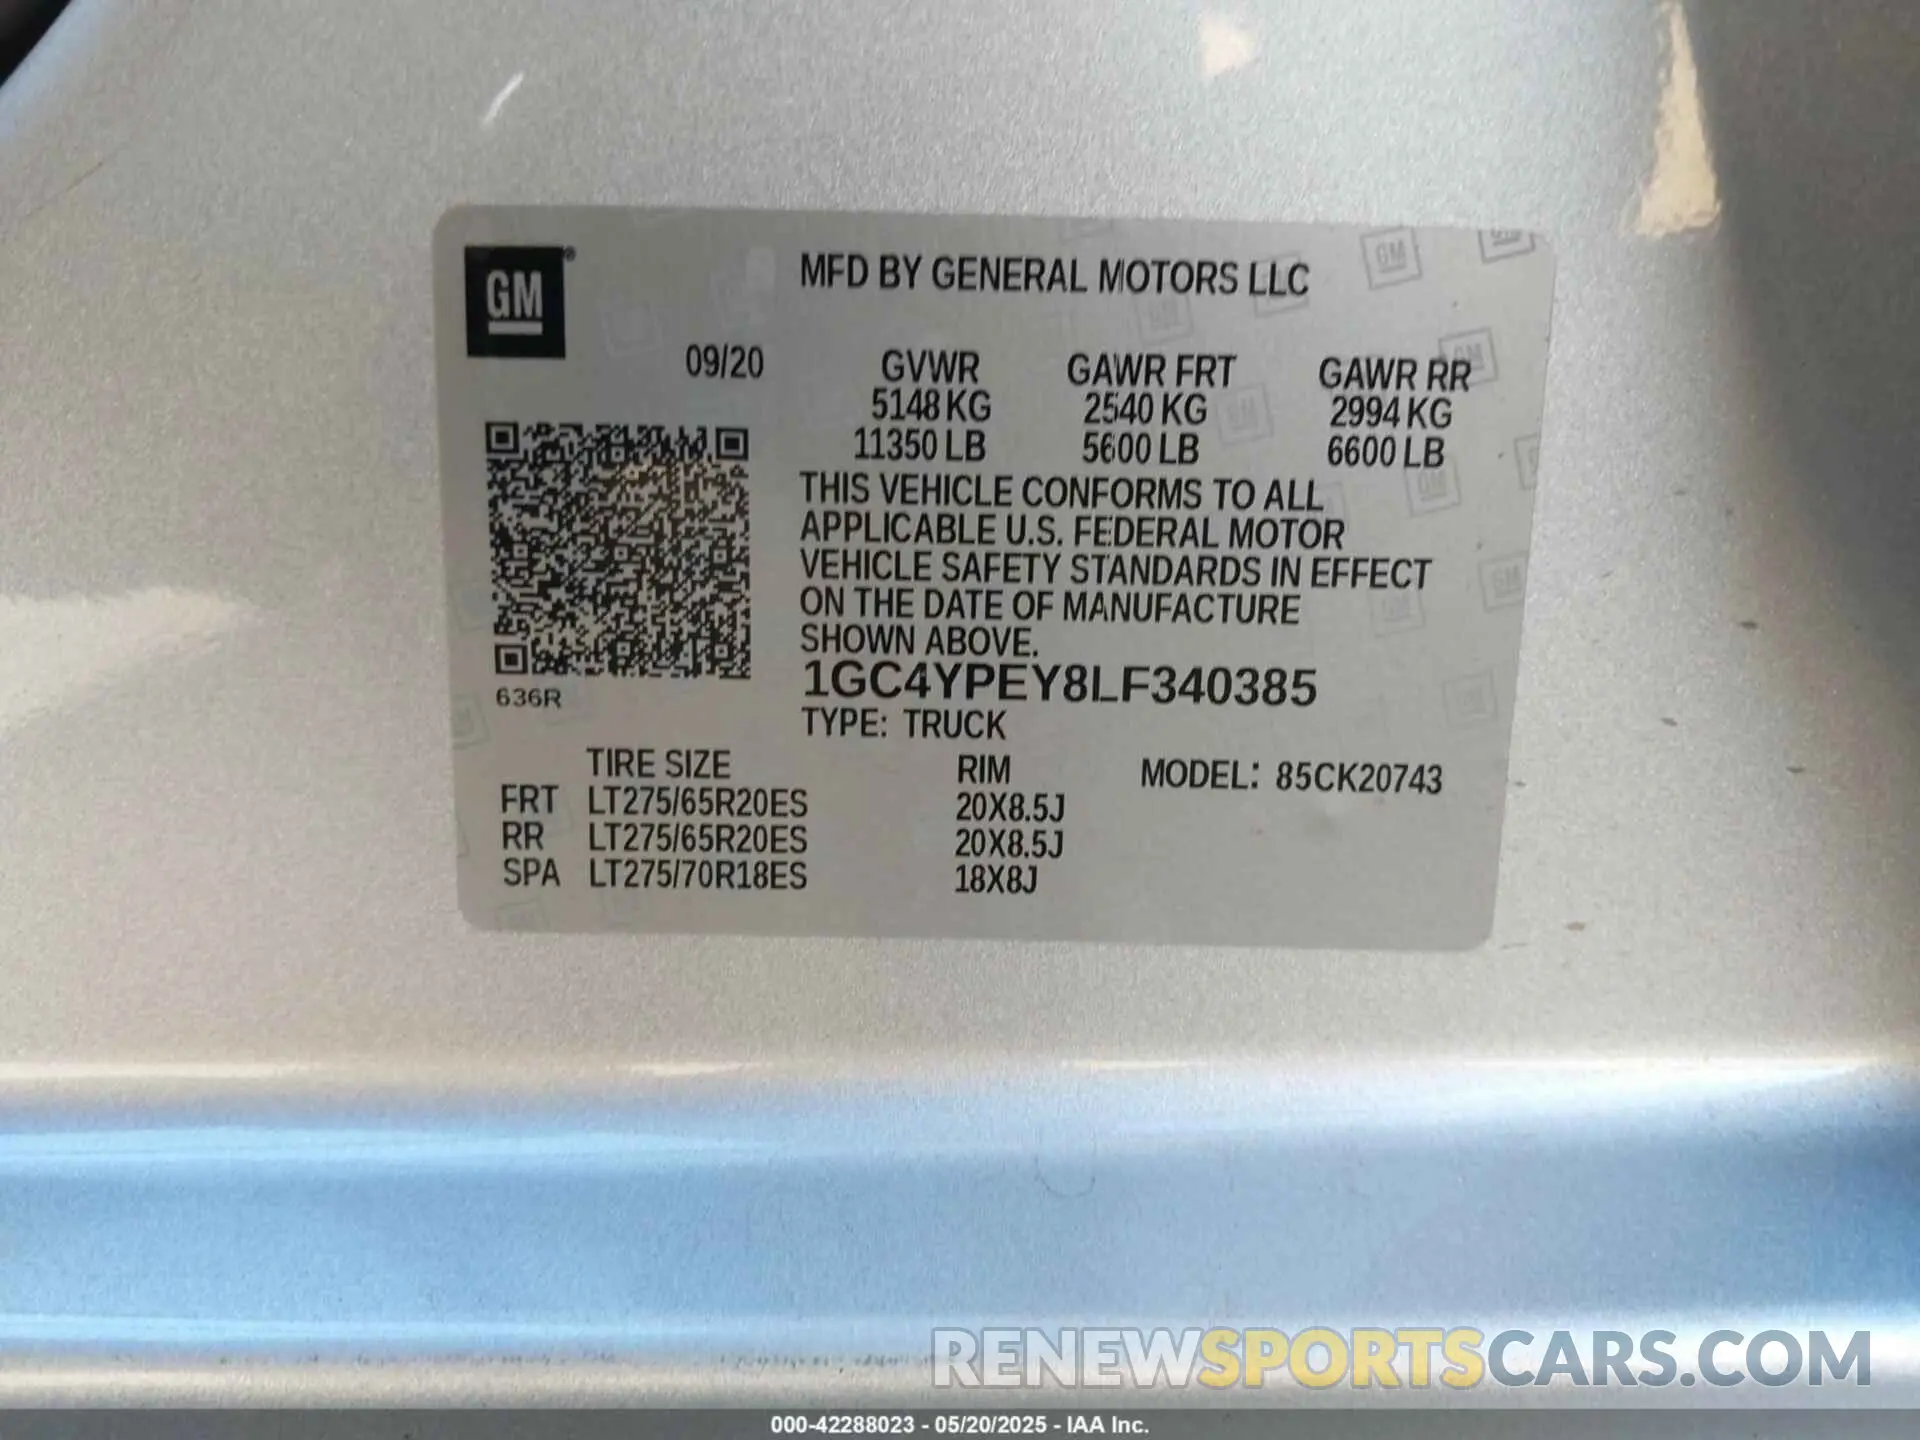 GM®
MFD BY GENERAL MOTORS LLC
09/20 GVWR GAWR FRT GAWR RR
5148 KG 2540 KG 2994 KG
11350 LB 5600 LB 6600 LB
THIS VEHICLE CONFORMS TO ALL
APPLICABLE U.S. FEDERAL MOTOR
VEHICLE SAFETY STANDARDS IN EFFECT
ON THE DATE OF MANUFACTURE
SHOWN ABOVE.
1GC4YPEY8LF340385
636R
TYPE: TRUCK
TIRE SIZE RIM MODEL: 85CK20743
FRT LT275/65R20ES 20X8.5J
RR LT275/65R20ES 20X8.5J
SPA LT275/70R18ES 18X8J
RENEWSPORTSCARS.COM
000-42288023 - 05/20/2025 - IAA Inc.